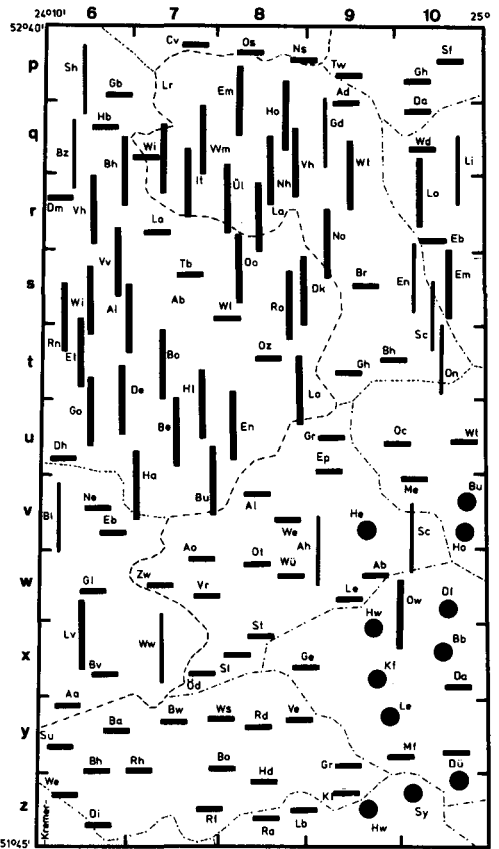 24°10' 6 7 8 9 10 25°
52°40'
Cv Os Ns Sf
p Sh Lr Tw Gh
Gb Em Ad
Ho Gd Da
Hb
q Wi Wm Wd
Bz Bh Vh Wt Li
It Ül Nh Lo
Dm Vh La
r La No Eb
Vv Do
s Tb Dk Br En Em
Wi Al Ab Ro
Wl
Rn Sc
El Bo Oz Bh
t Gh On
De Hl Lo
Go
Be En
u Gr Oc Wt
Dh Ep
Ha Me
v Bi Ne Bu Al Bu
Eb We He Sc Ho
Ah
Ao Ot
w Wü Ab
Gl Zw Vr Ow Of
Le
Lv Ww St Hw
x Bb
Sl Ge Kf
Bv Öd Da
Aa Le
y Ba Bw Ws Rd Ve
Su Mf
Bh Rh Bo Gr Dü
Hd
We Kl
z Sy
Di Rf Lb Hw
Ra
51°45' Kremer